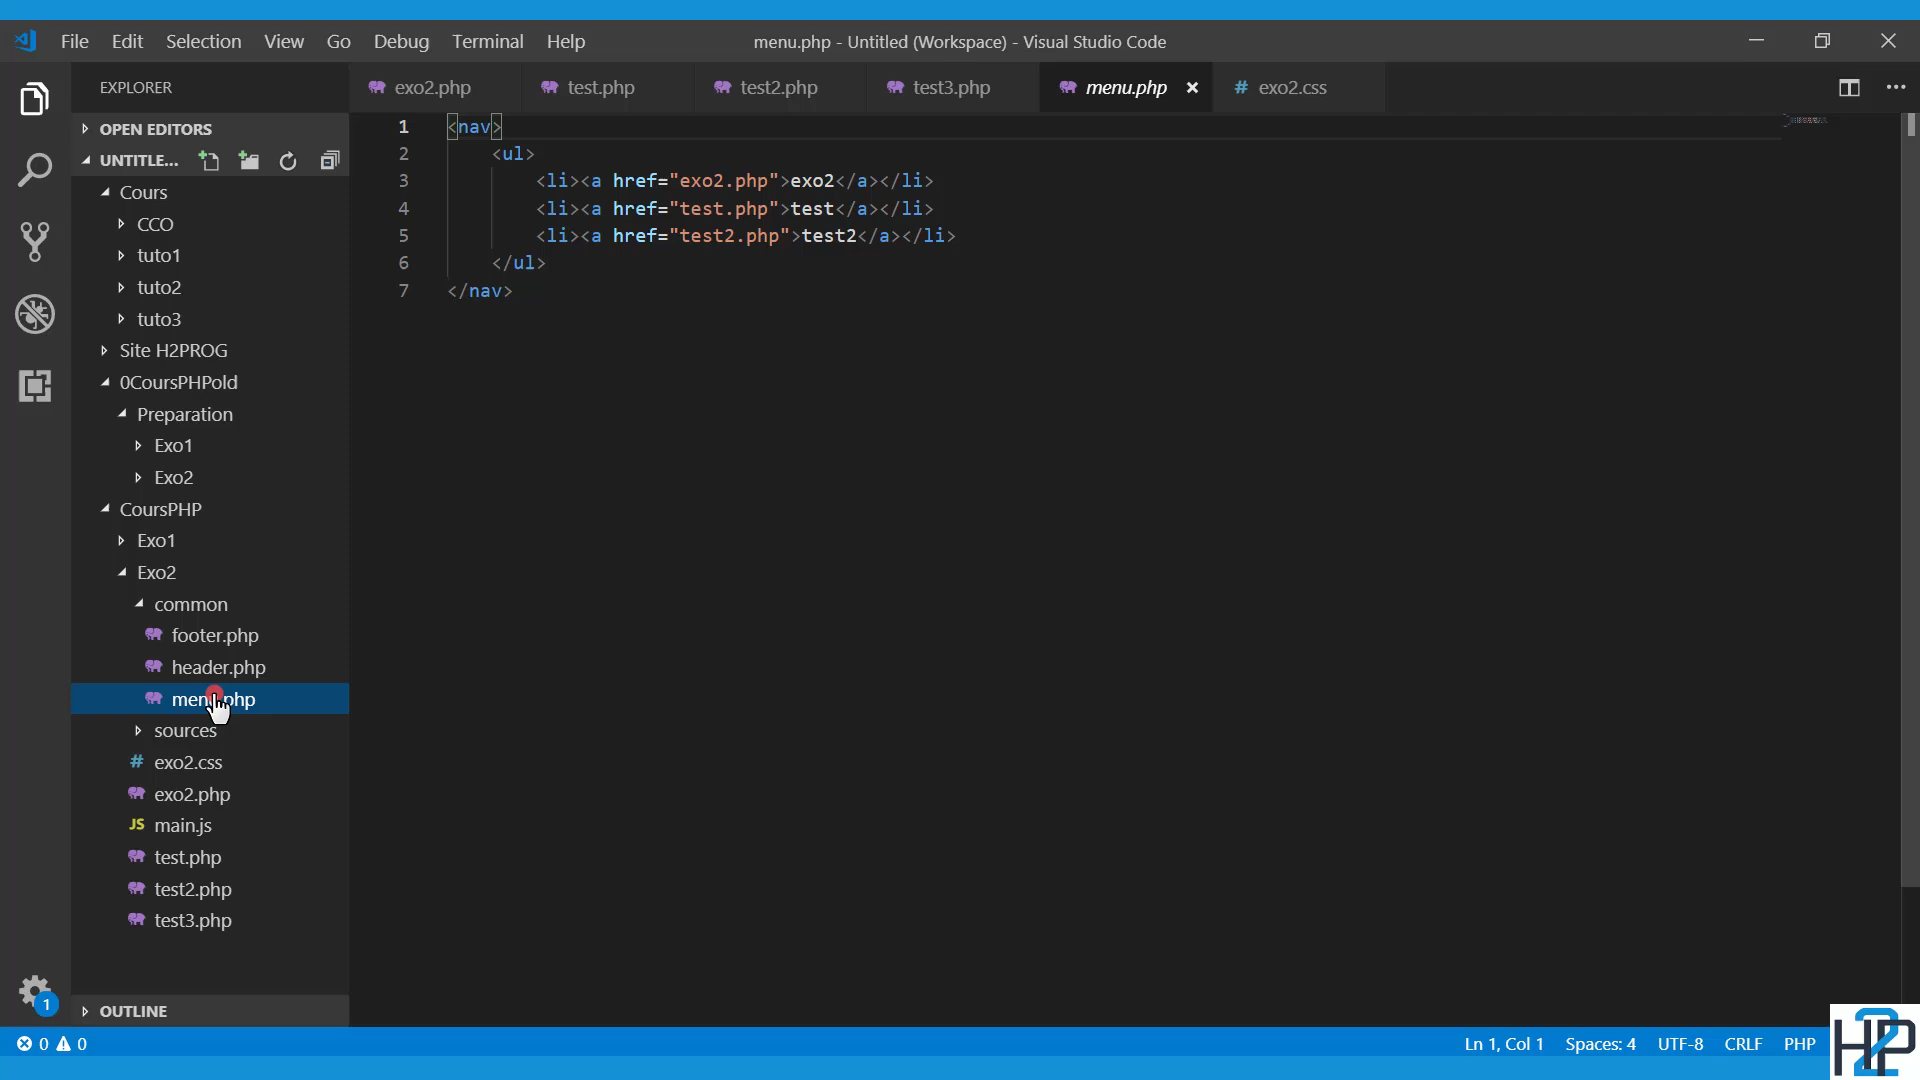 File Edit Selection View Go Debug Terminal Help
menu.php - Untitled (Workspace) - Visual Studio Code
EXPLORER
exo2.php
test.php
test2.php
test3.php
menu.php
# exo2.css
OPEN EDITORS
UNTITLE...
Cours
CCO
tuto1
tuto2
tuto3
Site H2PROG
0CoursPHPold
Preparation
Exo1
Exo2
CoursPHP
Exo1
Exo2
common
footer.php
header.php
menu.php
sources
# exo2.css
exo2.php
JS main.js
test.php
test2.php
test3.php
1
OUTLINE
1 <nav>
2 <ul>
3 <li><a href="exo2.php">exo2</a></li>
4 <li><a href="test.php">test</a></li>
5 <li><a href="test2.php">test2</a></li>
6 </ul>
7 </nav>
0 0
Ln 1, Col 1 Spaces: 4 UTF-8 CRLF PHP
H2P